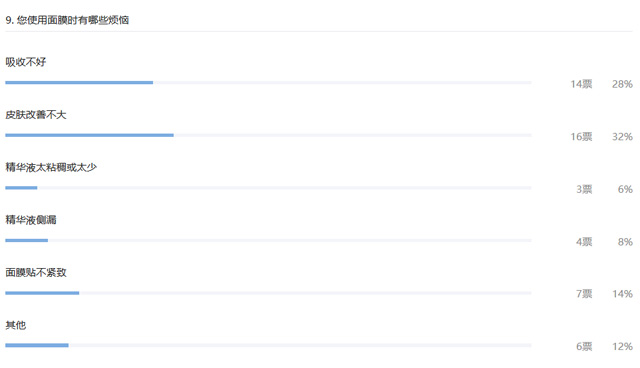 9. 您使用面膜时有哪些烦恼
吸收不好
14票 28%
皮肤改善不大
16票 32%
精华液太粘稠或太少
3票 6%
精华液侧漏
4票 8%
面膜贴不紧致
7票 14%
其他
6票 12%